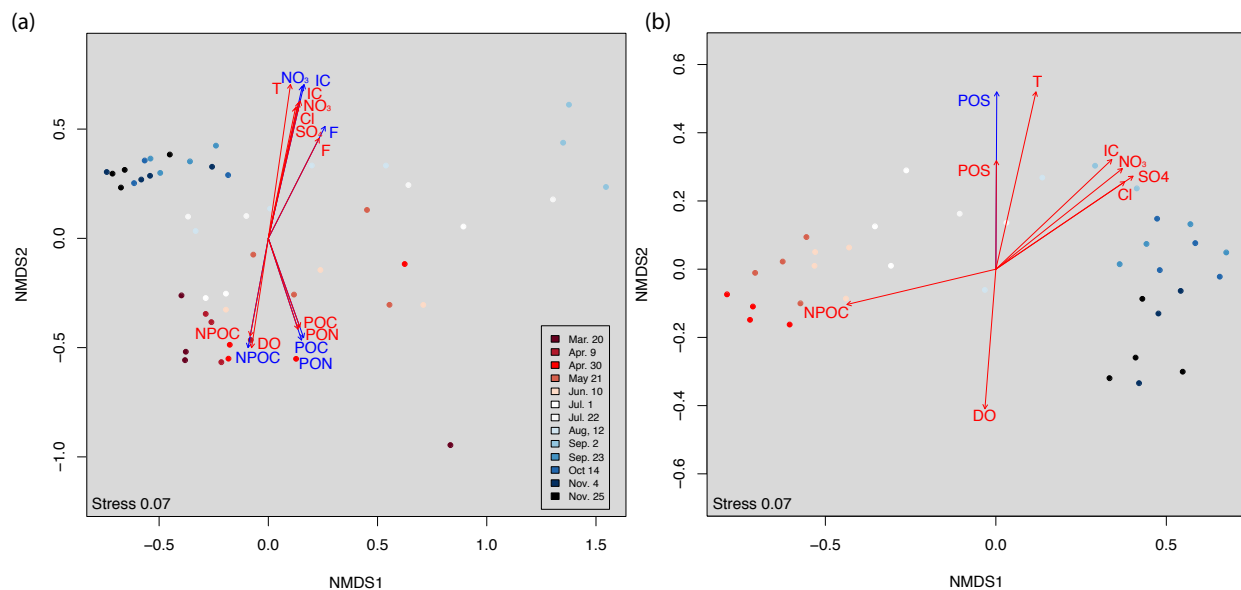 (a)
NO₃ IC
T
IC
NO₃
Cl
SO₄
F
F
POC
NPOC
PON
DO
POC
NPOC
PON
Mar. 20
Apr. 9
Apr. 30
May 21
Jun. 10
Jul. 1
Jul. 22
Aug, 12
Sep. 2
Sep. 23
Oct 14
Nov. 4
Nov. 25
Stress 0.07
0.5
0.0
−0.5
−1.0
NMDS2
−0.5 0.0 0.5 1.0 1.5
NMDS1
(b)
T
POS
IC
NO₃
POS
SO4
Cl
NPOC
DO
Stress 0.07
0.6
0.4
0.2
0.0
−0.2
−0.4
−0.6
NMDS2
−0.5 0.0 0.5
NMDS1